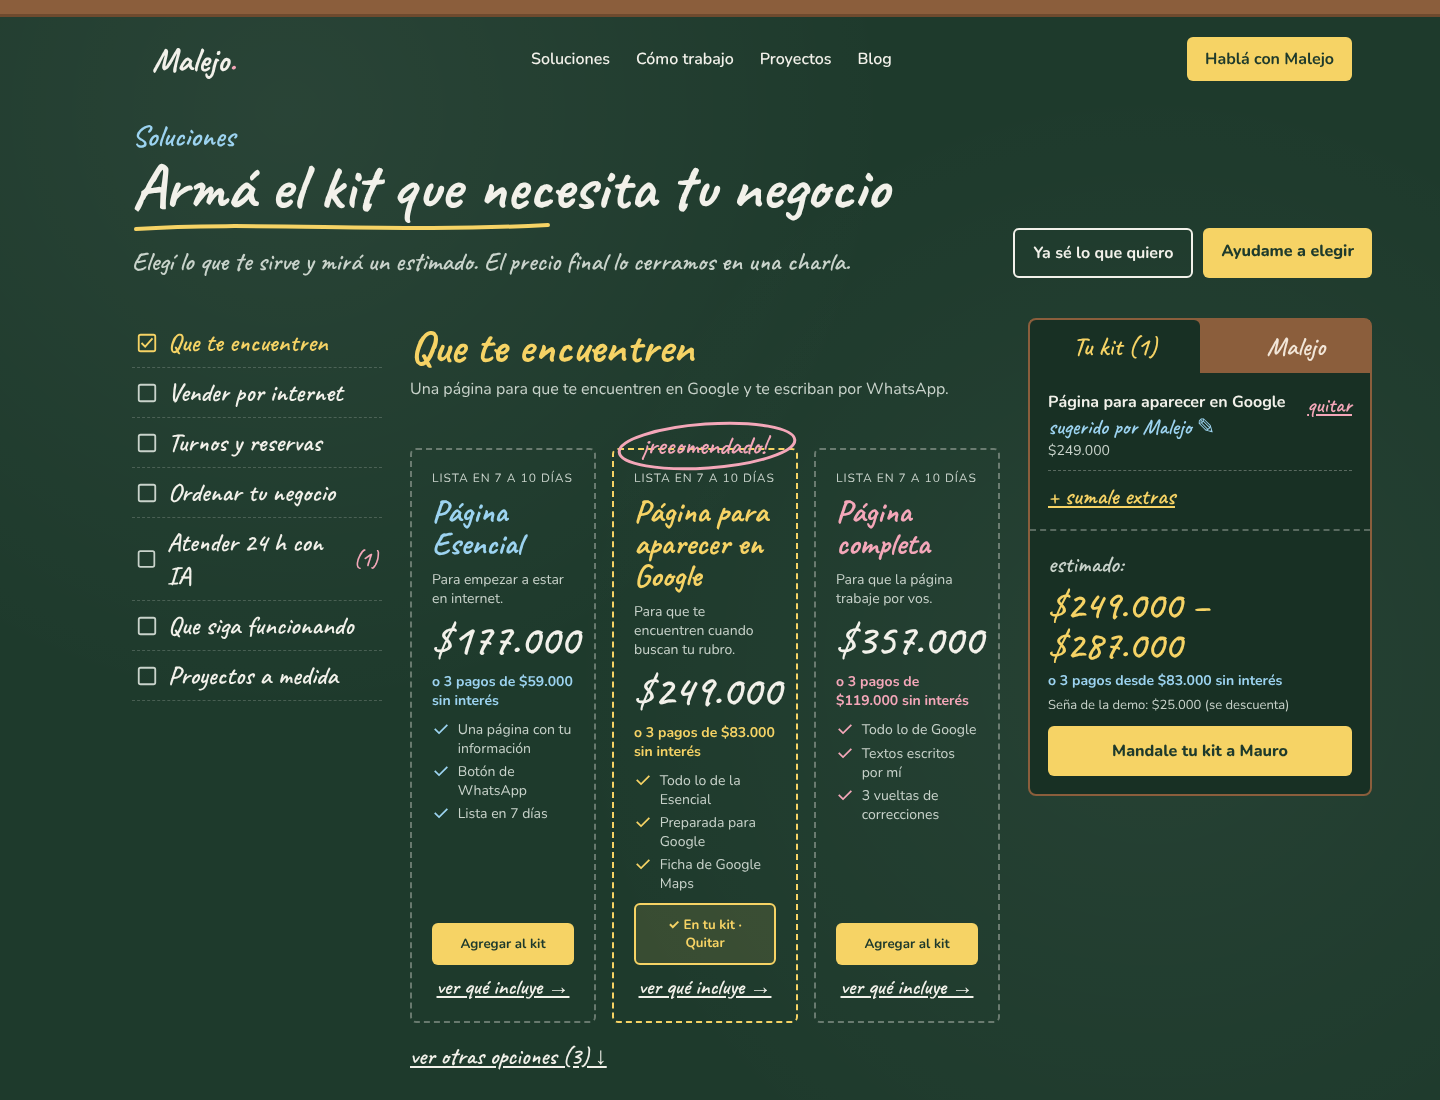 Malejo.
Soluciones
Cómo trabajo
Proyectos
Blog
Hablá con Malejo
Soluciones
Armá el kit que necesita tu negocio
Elegí lo que te sirve y mirá un estimado. El precio final lo cerramos en una charla.
Ya sé lo que quiero
Ayudame a elegir
Que te encuentren
Vender por internet
Turnos y reservas
Ordenar tu negocio
Atender 24 h con
IA
(1)
Que siga funcionando
Proyectos a medida
Que te encuentren
Una página para que te encuentren en Google y te escriban por WhatsApp.
LISTA EN 7 A 10 DÍAS
Página
Esencial
Para empezar a estar
en internet.
$177.000
o 3 pagos de $59.000
sin interés
Una página con tu
información
Botón de
WhatsApp
Lista en 7 días
Agregar al kit
ver qué incluye →
¡recomendado!
LISTA EN 7 A 10 DÍAS
Página para
aparecer en
Google
Para que te
encuentren cuando
buscan tu rubro.
$249.000
o 3 pagos de $83.000
sin interés
Todo lo de la
Esencial
Preparada para
Google
Ficha de Google
Maps
✓ En tu kit ·
Quitar
ver qué incluye →
LISTA EN 7 A 10 DÍAS
Página
completa
Para que la página
trabaje por vos.
$357.000
o 3 pagos de
$119.000 sin interés
Todo lo de Google
Textos escritos
por mí
3 vueltas de
correcciones
Agregar al kit
ver qué incluye →
ver otras opciones (3) ↓
Tu kit (1)
Malejo
Página para aparecer en Google
quitar
sugerido por Malejo ✎
$249.000
+ sumale extras
estimado:
$249.000 –
$287.000
o 3 pagos desde $83.000 sin interés
Seña de la demo: $25.000 (se descuenta)
Mandale tu kit a Mauro